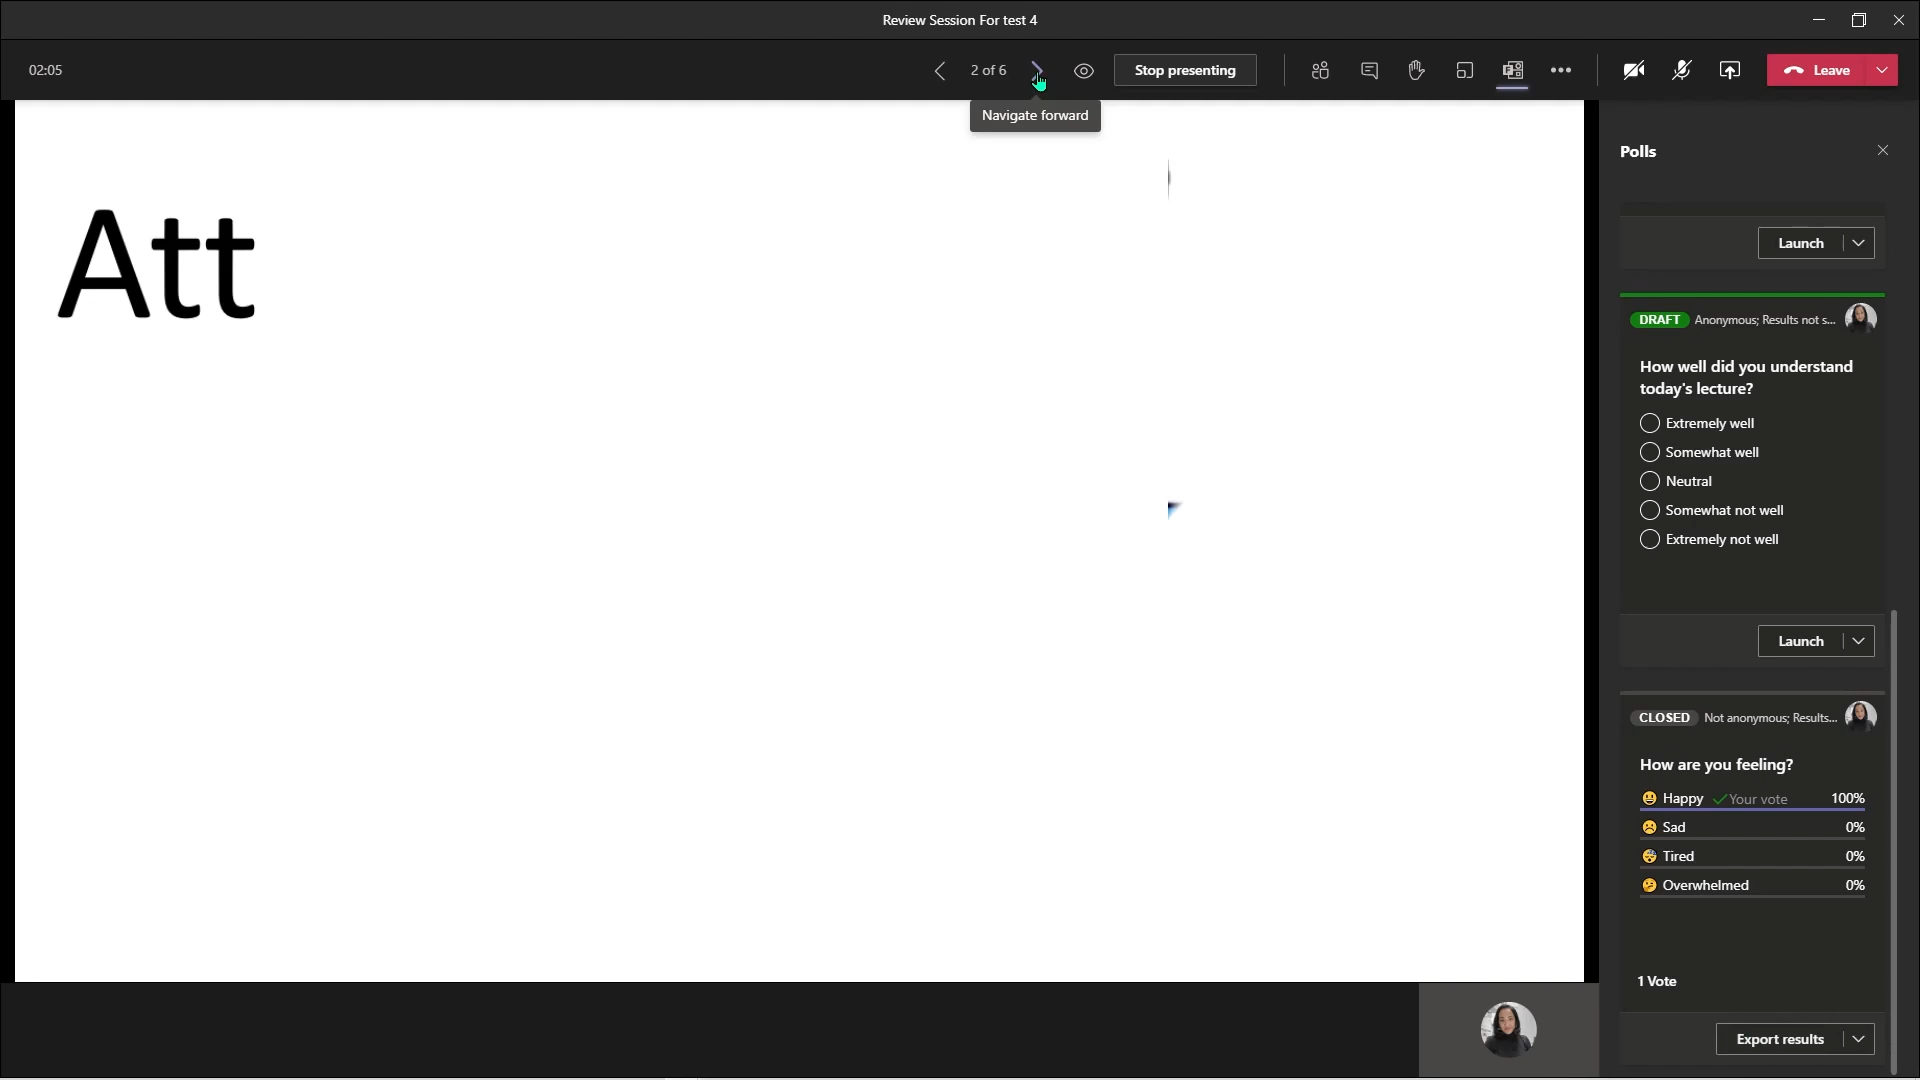 Review Session For test 4
02:05
2 of 6
Stop presenting
Leave
Navigate forward
Att
Polls
Launch
DRAFT Anonymous; Results not s...
How well did you understand
today's lecture?
Extremely well
Somewhat well
Neutral
Somewhat not well
Extremely not well
Launch
CLOSED Not anonymous; Results...
How are you feeling?
Happy Your vote 100%
Sad 0%
Tired 0%
Overwhelmed 0%
1 Vote
Export results